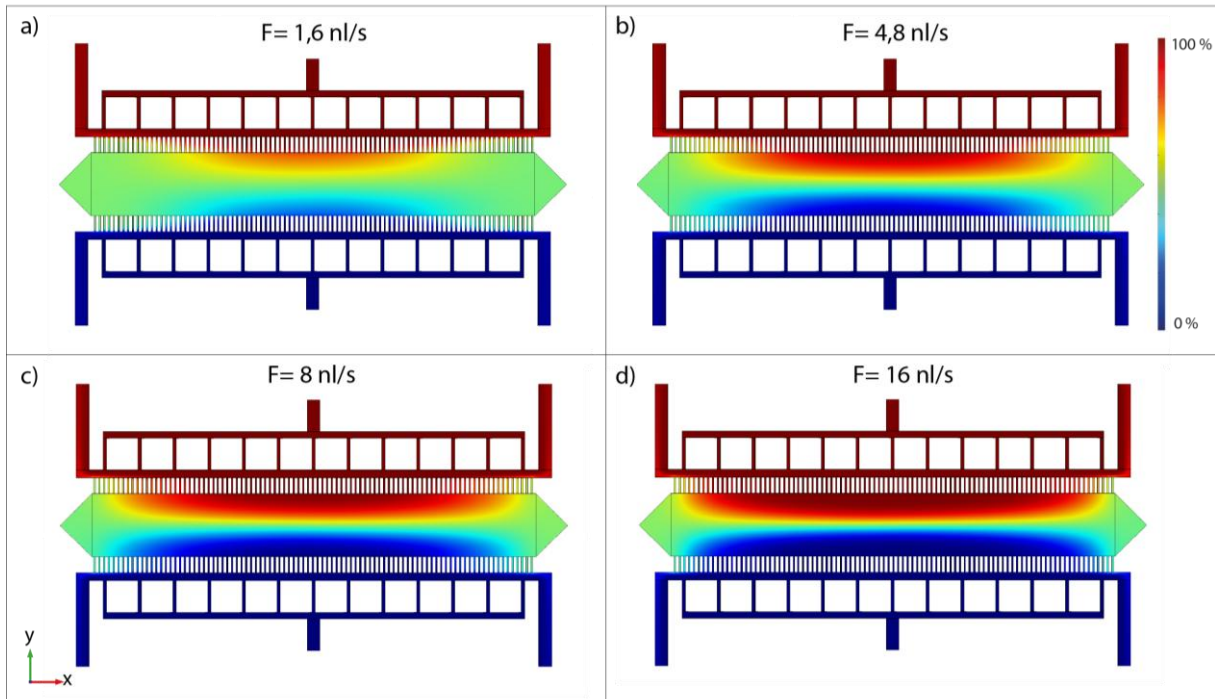 a)
F= 1,6 nl/s
b)
F= 4,8 nl/s
100 %
0 %
c)
F= 8 nl/s
d)
F= 16 nl/s
y
x